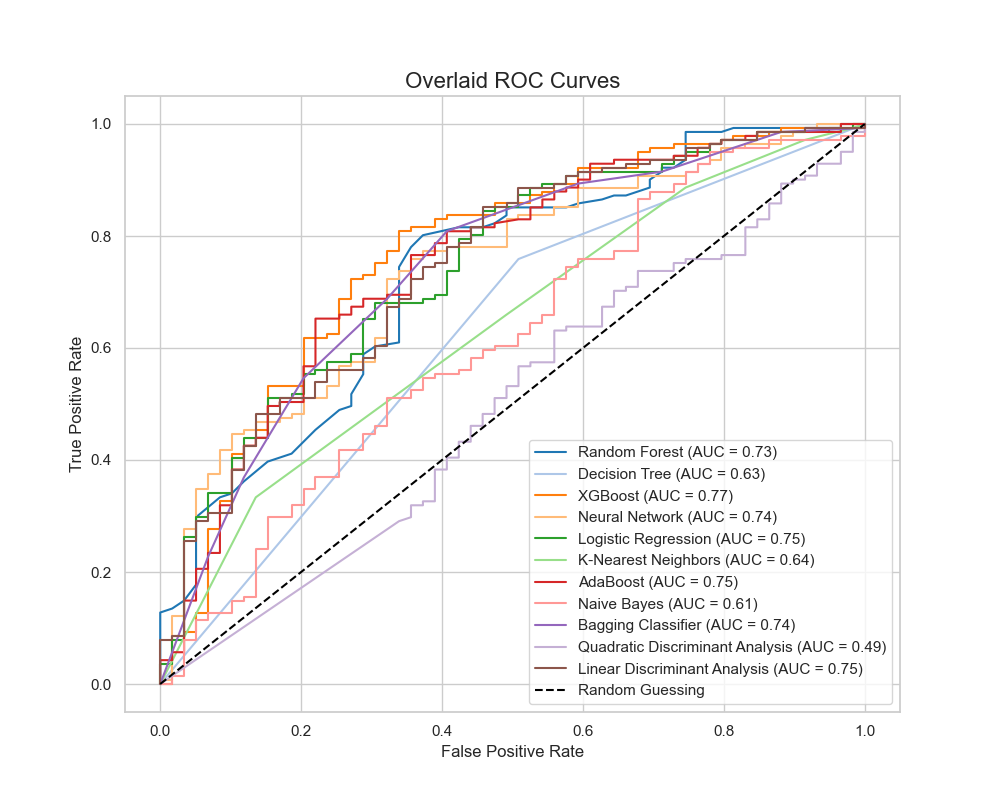 Overlaid ROC Curves
True Positive Rate
1.0
0.8
0.6
0.4
0.2
0.0
Random Forest (AUC = 0.73)
Decision Tree (AUC = 0.63)
XGBoost (AUC = 0.77)
Neural Network (AUC = 0.74)
Logistic Regression (AUC = 0.75)
K-Nearest Neighbors (AUC = 0.64)
AdaBoost (AUC = 0.75)
Naive Bayes (AUC = 0.61)
Bagging Classifier (AUC = 0.74)
Quadratic Discriminant Analysis (AUC = 0.49)
Linear Discriminant Analysis (AUC = 0.75)
Random Guessing
0.0 0.2 0.4 0.6 0.8 1.0
False Positive Rate